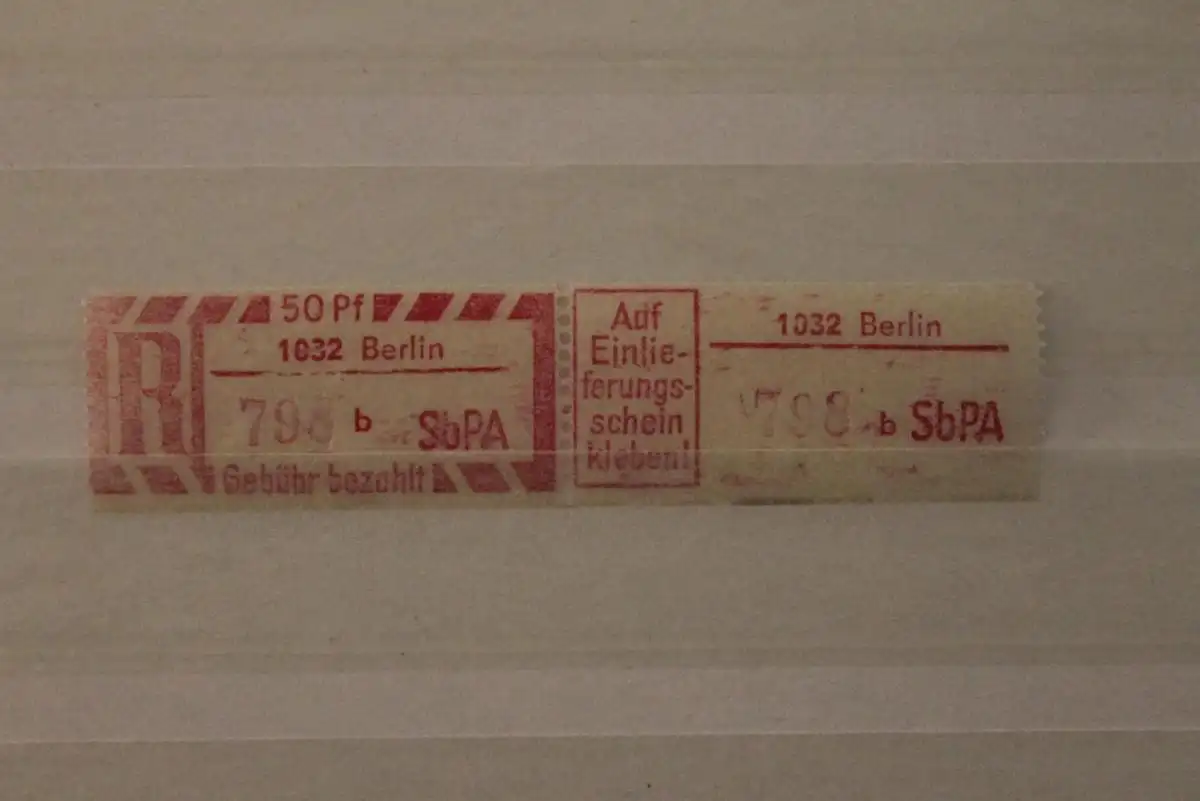 50 Pf
R
1032 Berlin
798 b SbPA
Gebühr bezahlt
Auf
Einlie-
ferungs-
schein
kleben!
1032 Berlin
798 b SbPA